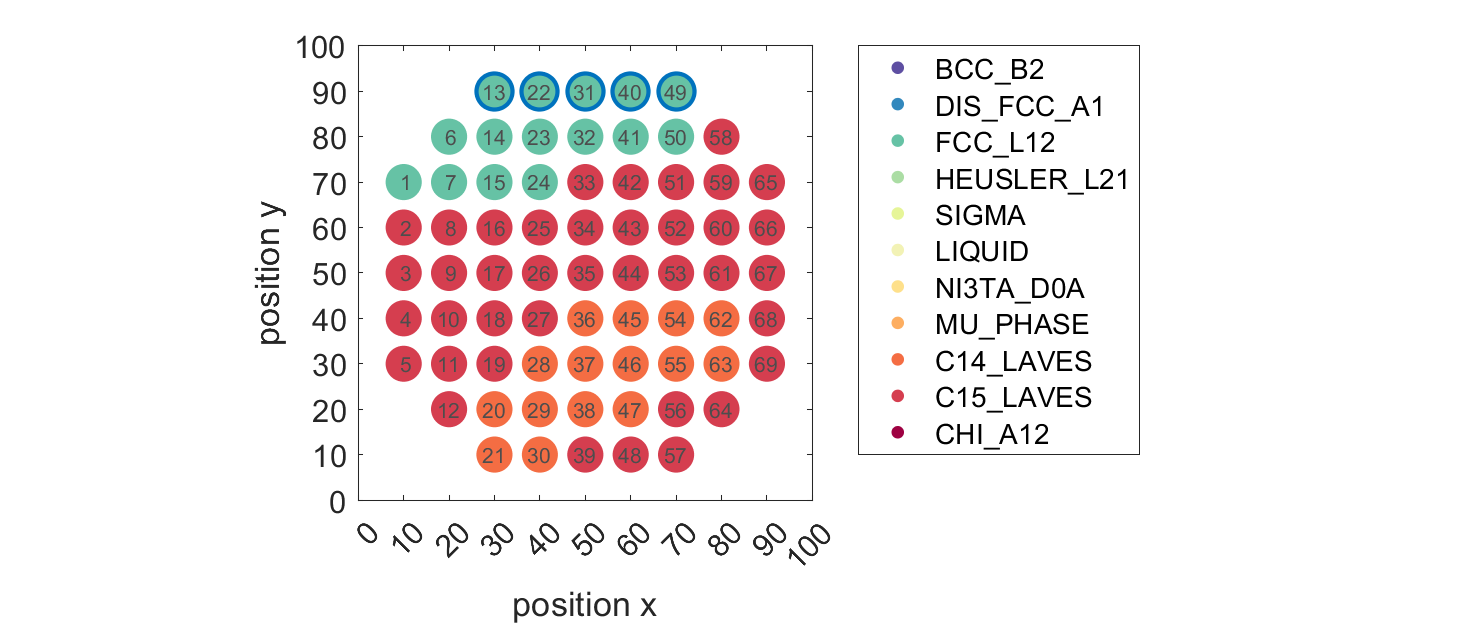 100
90
80
70
60
50
40
30
20
10
0
position y
13 22 31 40 49
6 14 23 32 41 50 58
1 7 15 24 33 42 51 59 65
2 8 16 25 34 43 52 60 66
3 9 17 26 35 44 53 61 67
4 10 18 27 36 45 54 62 68
5 11 19 28 37 46 55 63 69
12 20 29 38 47 56 64
21 30 39 48 57
0 10 20 30 40 50 60 70 80 90 100
position x
BCC_B2
DIS_FCC_A1
FCC_L12
HEUSLER_L21
SIGMA
LIQUID
NI3TA_D0A
MU_PHASE
C14_LAVES
C15_LAVES
CHI_A12